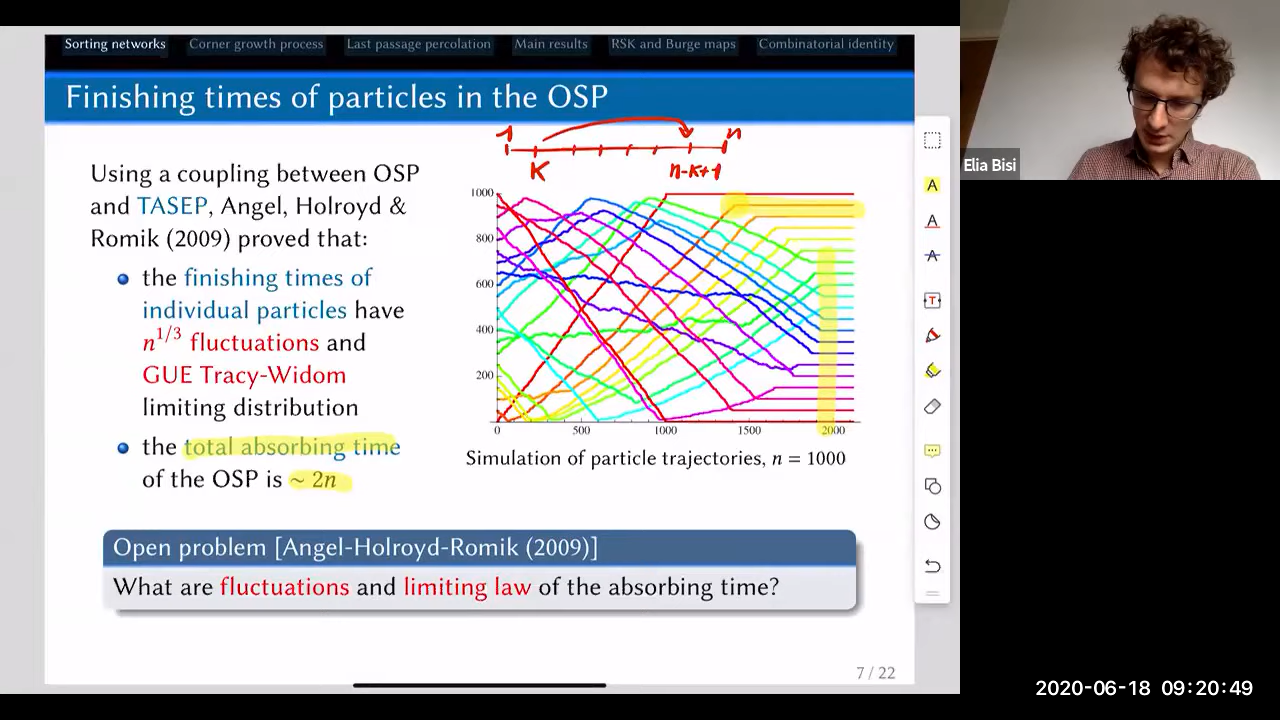 Sorting networks Corner growth process Last passage percolation Main results RSK and Burge maps Combinatorial identity
Finishing times of particles in the OSP
1 n
K n-k+1
Using a coupling between OSP
and TASEP, Angel, Holroyd &
Romik (2009) proved that:
the finishing times of
individual particles have
n^{1/3} fluctuations and
GUE Tracy-Widom
limiting distribution
the total absorbing time
of the OSP is ~ 2n
1000
800
600
400
200
0 500 1000 1500 2000
Simulation of particle trajectories, n = 1000
Open problem [Angel-Holroyd-Romik (2009)]
What are fluctuations and limiting law of the absorbing time?
7 / 22
A
A
A
T
Elia Bisi
2020-06-18 09:20:49